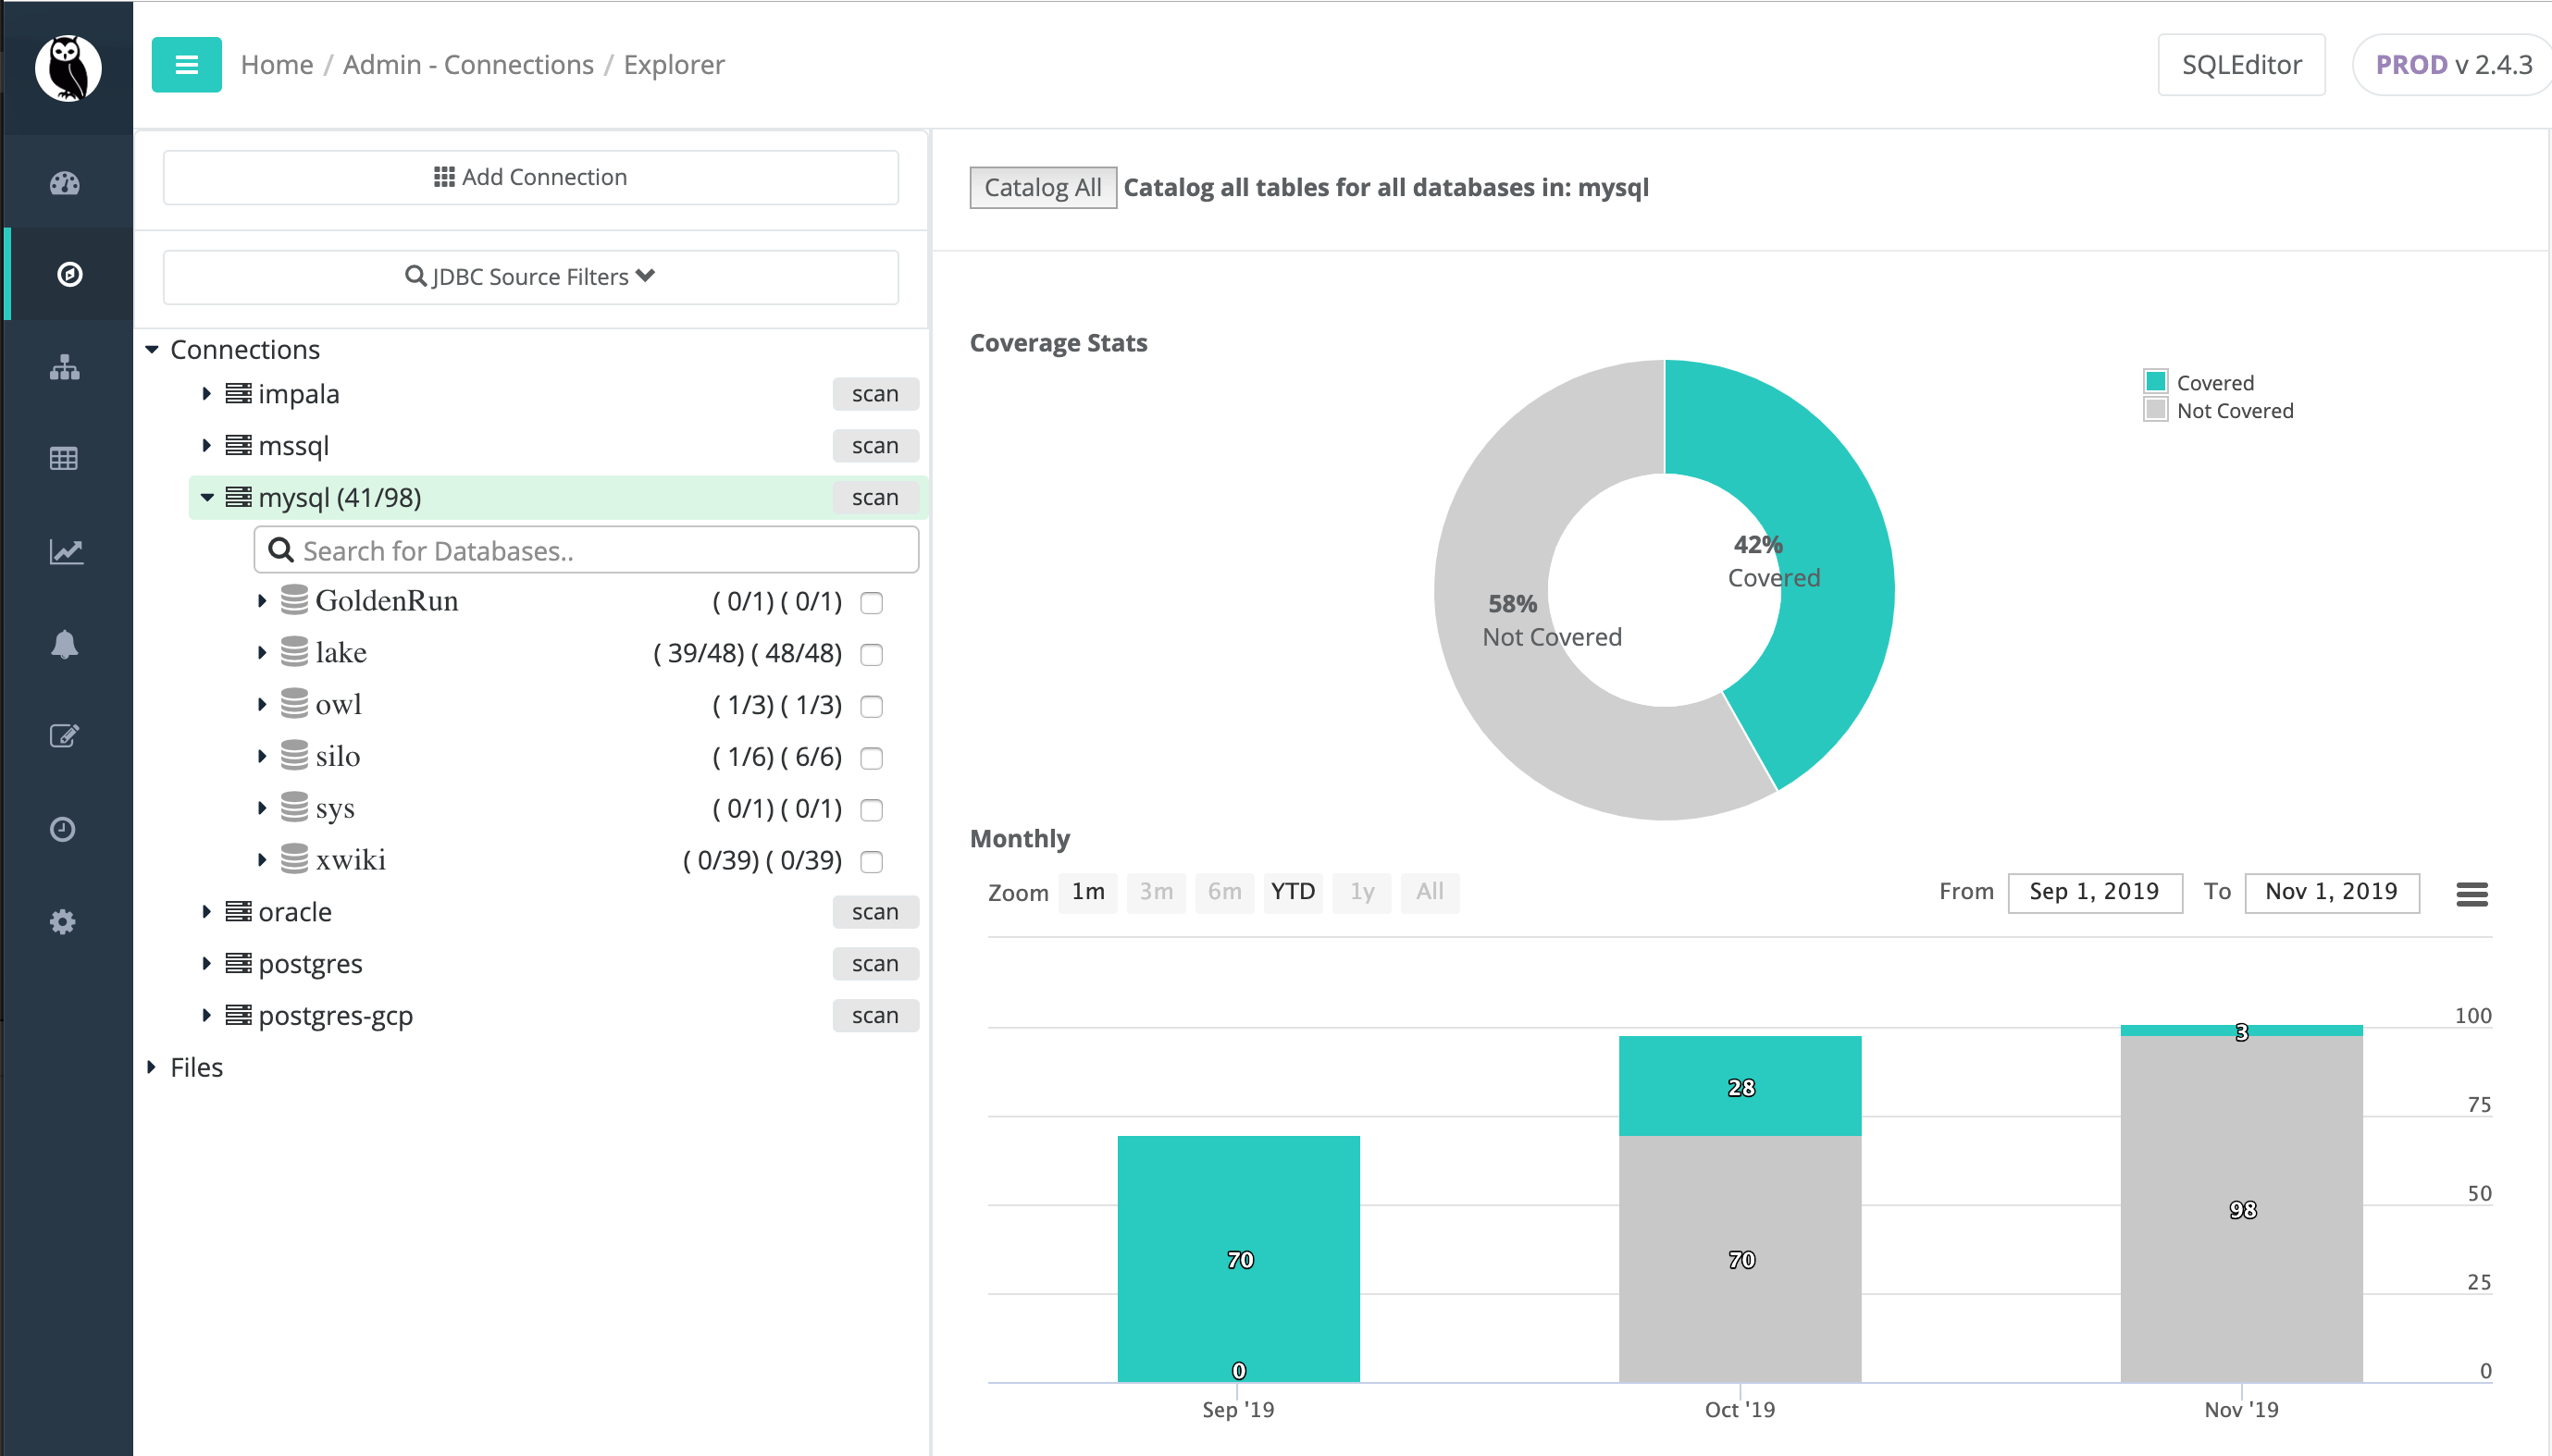 Home / Admin - Connections / Explorer
SQLEditor
PROD v 2.4.3
Add Connection
JDBC Source Filters
Connections
impala scan
mssql scan
mysql (41/98) scan
Search for Databases..
GoldenRun ( 0/1) ( 0/1)
lake ( 39/48) ( 48/48)
owl ( 1/3) ( 1/3)
silo ( 1/6) ( 6/6)
sys ( 0/1) ( 0/1)
xwiki ( 0/39) ( 0/39)
oracle scan
postgres scan
postgres-gcp scan
Files
Catalog All Catalog all tables for all databases in: mysql
Coverage Stats
Covered
Not Covered
42%
Covered
58%
Not Covered
Monthly
Zoom 1m 3m 6m YTD 1y All
From Sep 1, 2019 To Nov 1, 2019
100
75
50
25
0
70
0
28
70
3
98
Sep '19 Oct '19 Nov '19